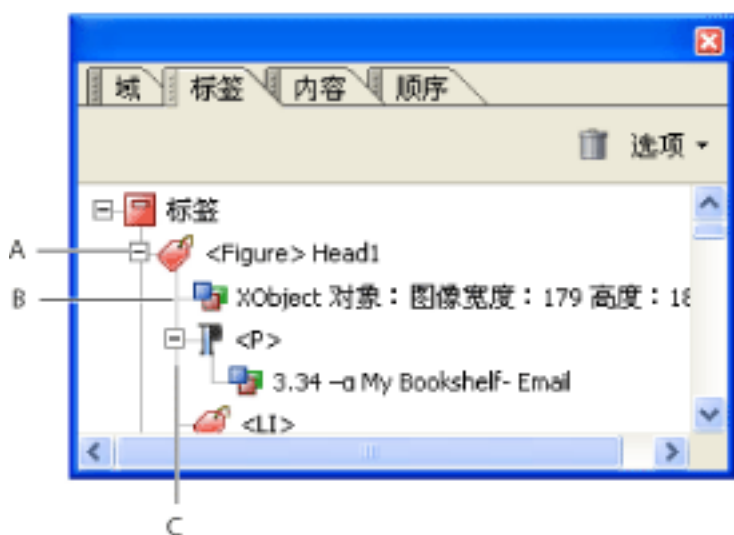 域 标签 内容 顺序
选项
标签
A <Figure> Head1
B XObject 对象：图像宽度：179 高度：18
<P>
3.34 –α My Bookshelf- Email
<LI>
C